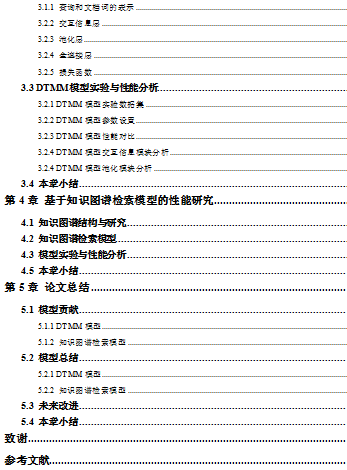 3.1.1 查询和文档词的表示
3.2.2 交互信息层
3.2.3 池化层
3.2.4 全连接层
3.2.5 损失函数
3.3 DTMM模型实验与性能分析
3.2.1 DTMM 模型实验数据集
3.2.2 DTMM 模型参数设置
3.2.3 DTMM 模型性能对比
3.2.4 DTMM 模型交互信息模块分析
3.2.4 DTMM 模型池化模块分析
3.4 本章小结
第 4 章 基于知识图谱检索模型的性能研究
4.1 知识图谱结构与研究
4.2 知识图谱检索模型
4.3 模型实验与性能分析
4.5 本章小结
第 5 章 论文总结
5.1 模型贡献
5.1.1 DTMM 模型
5.1.2 知识图谱检索模型
5.2 模型总结
5.2.1 DTMM 模型
5.2.2 知识图谱检索模型
5.3 未来改进
5.4 本章小结
致谢
参考文献